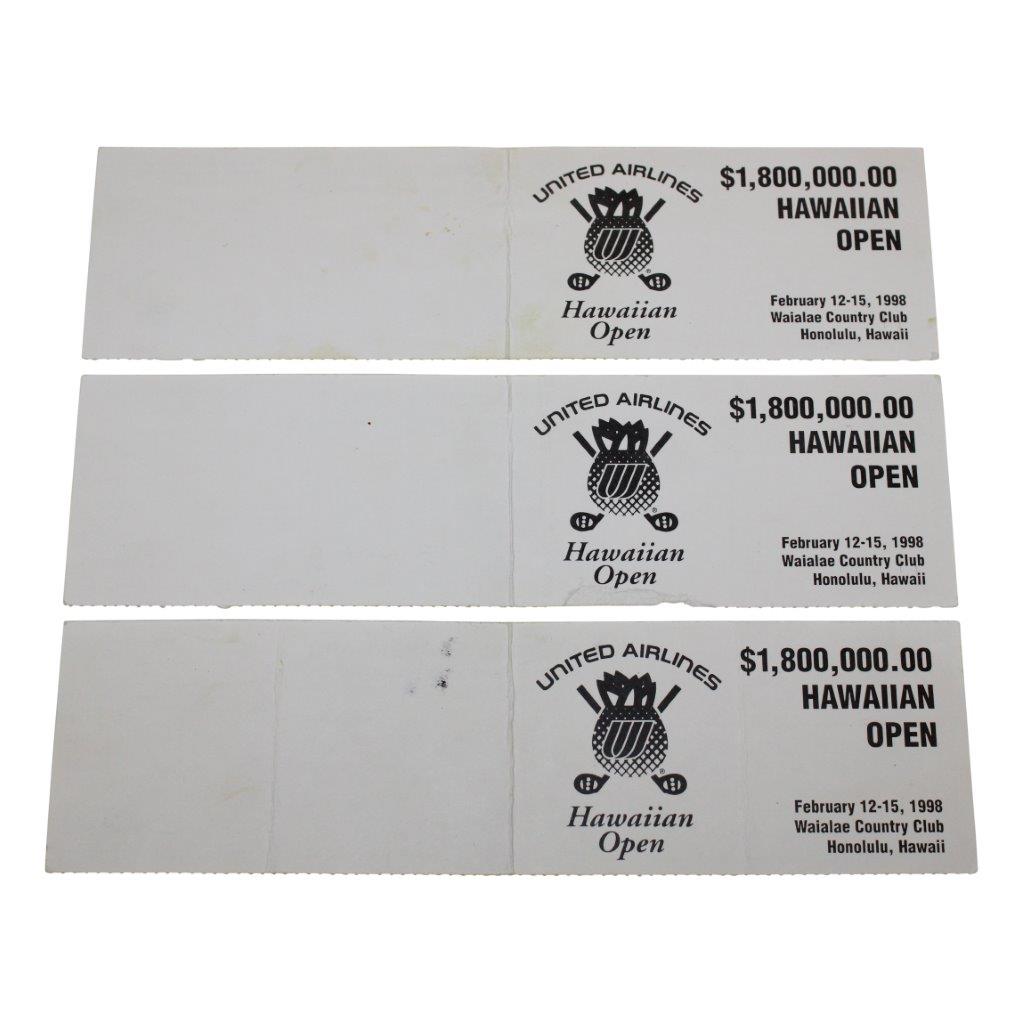 UNITED AIRLINES
Hawaiian
Open
$1,800,000.00
HAWAIIAN
OPEN
February 12-15, 1998
Waialae Country Club
Honolulu, Hawaii
UNITED AIRLINES
Hawaiian
Open
$1,800,000.00
HAWAIIAN
OPEN
February 12-15, 1998
Waialae Country Club
Honolulu, Hawaii
UNITED AIRLINES
Hawaiian
Open
$1,800,000.00
HAWAIIAN
OPEN
February 12-15, 1998
Waialae Country Club
Honolulu, Hawaii